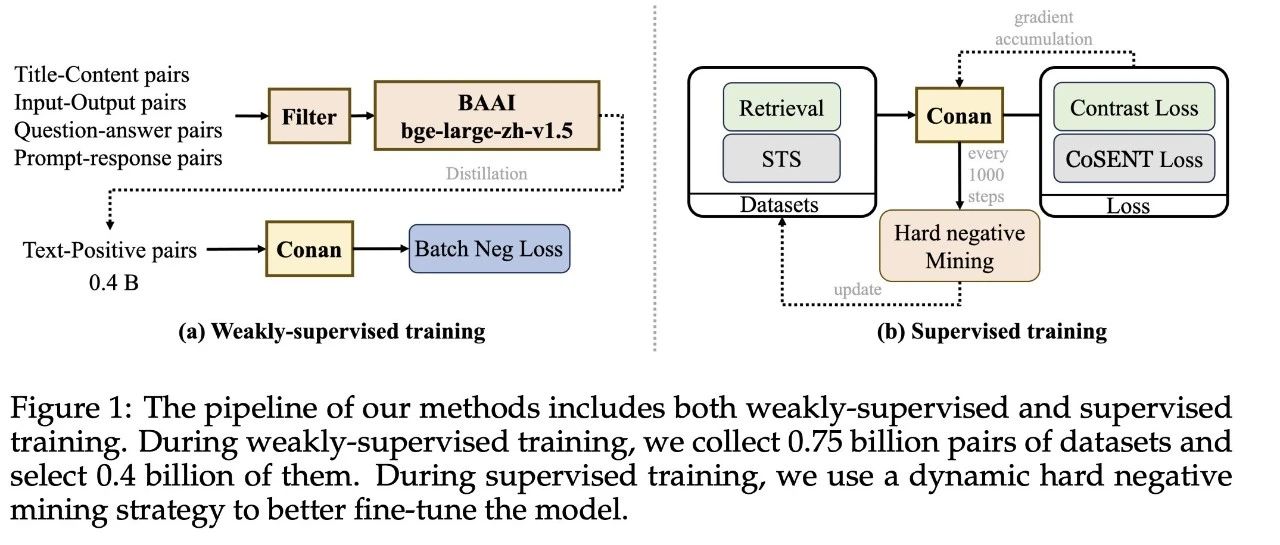 Title-Content pairs
Input-Output pairs
Question-answer pairs
Prompt-response pairs
Filter
BAAI
bge-large-zh-v1.5
Distillation
Text-Positive pairs
0.4 B
Conan
Batch Neg Loss
(a) Weakly-supervised training
gradient
accumulation
Retrieval
STS
Datasets
Conan
every
1000
steps
Contrast Loss
CoSENT Loss
Loss
Hard negative
Mining
update
(b) Supervised training
Figure 1: The pipeline of our methods includes both weakly-supervised and supervised
training. During weakly-supervised training, we collect 0.75 billion pairs of datasets and
select 0.4 billion of them. During supervised training, we use a dynamic hard negative
mining strategy to better fine-tune the model.